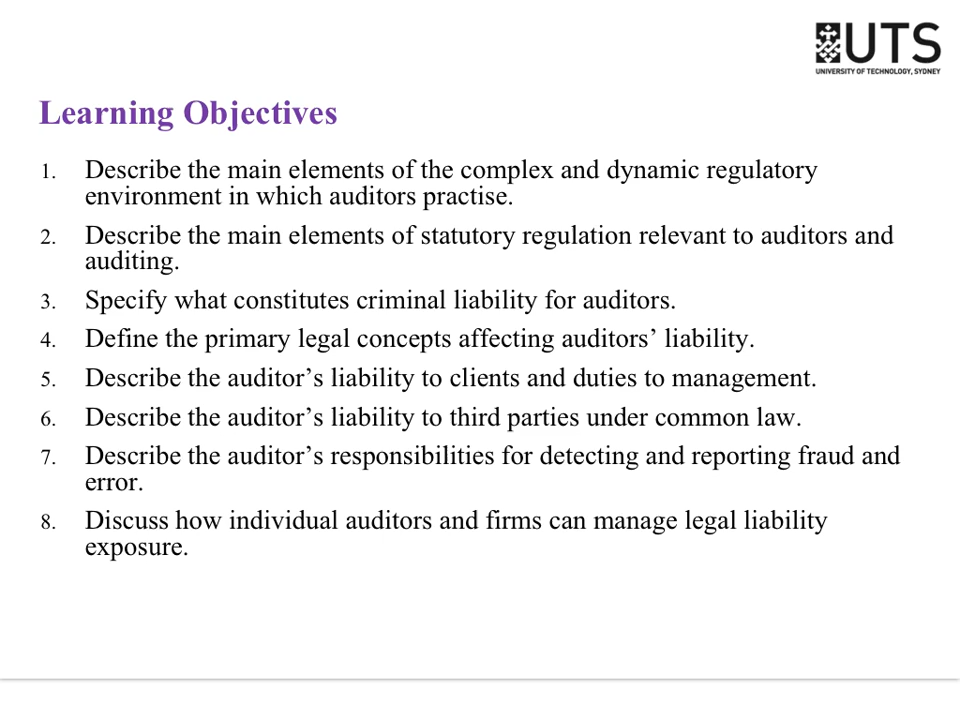 UTS
UNIVERSITY OF TECHNOLOGY, SYDNEY
Learning Objectives
1. Describe the main elements of the complex and dynamic regulatory
environment in which auditors practise.
2. Describe the main elements of statutory regulation relevant to auditors and
auditing.
3. Specify what constitutes criminal liability for auditors.
4. Define the primary legal concepts affecting auditors’ liability.
5. Describe the auditor’s liability to clients and duties to management.
6. Describe the auditor’s liability to third parties under common law.
7. Describe the auditor’s responsibilities for detecting and reporting fraud and
error.
8. Discuss how individual auditors and firms can manage legal liability
exposure.